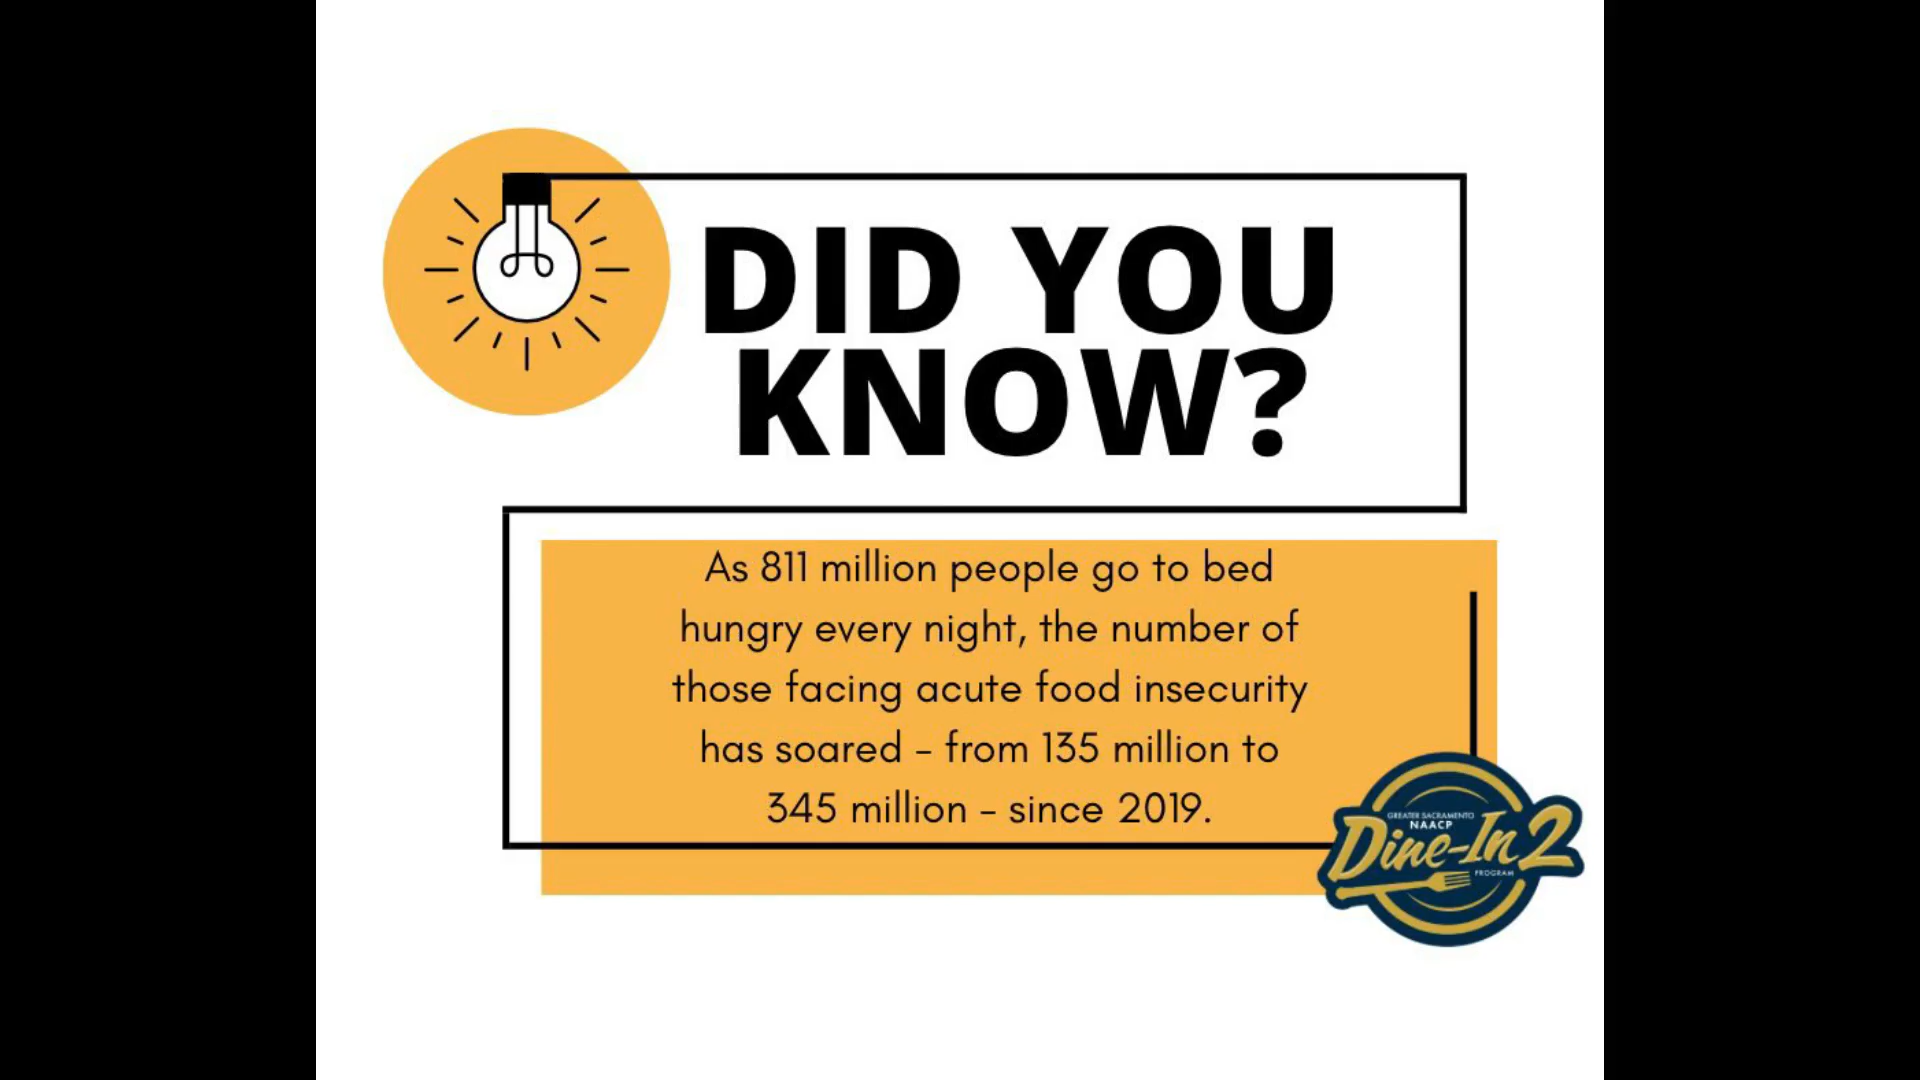 DID YOU
KNOW?
As 811 million people go to bed
hungry every night, the number of
those facing acute food insecurity
has soared - from 135 million to
345 million - since 2019.
GREATER SACRAMENTO
NAACP
Dine-In 2
PROGRAM